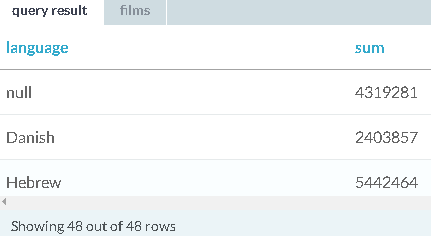 query result films
language sum
null 4319281
Danish 2403857
Hebrew 5442464
Showing 48 out of 48 rows